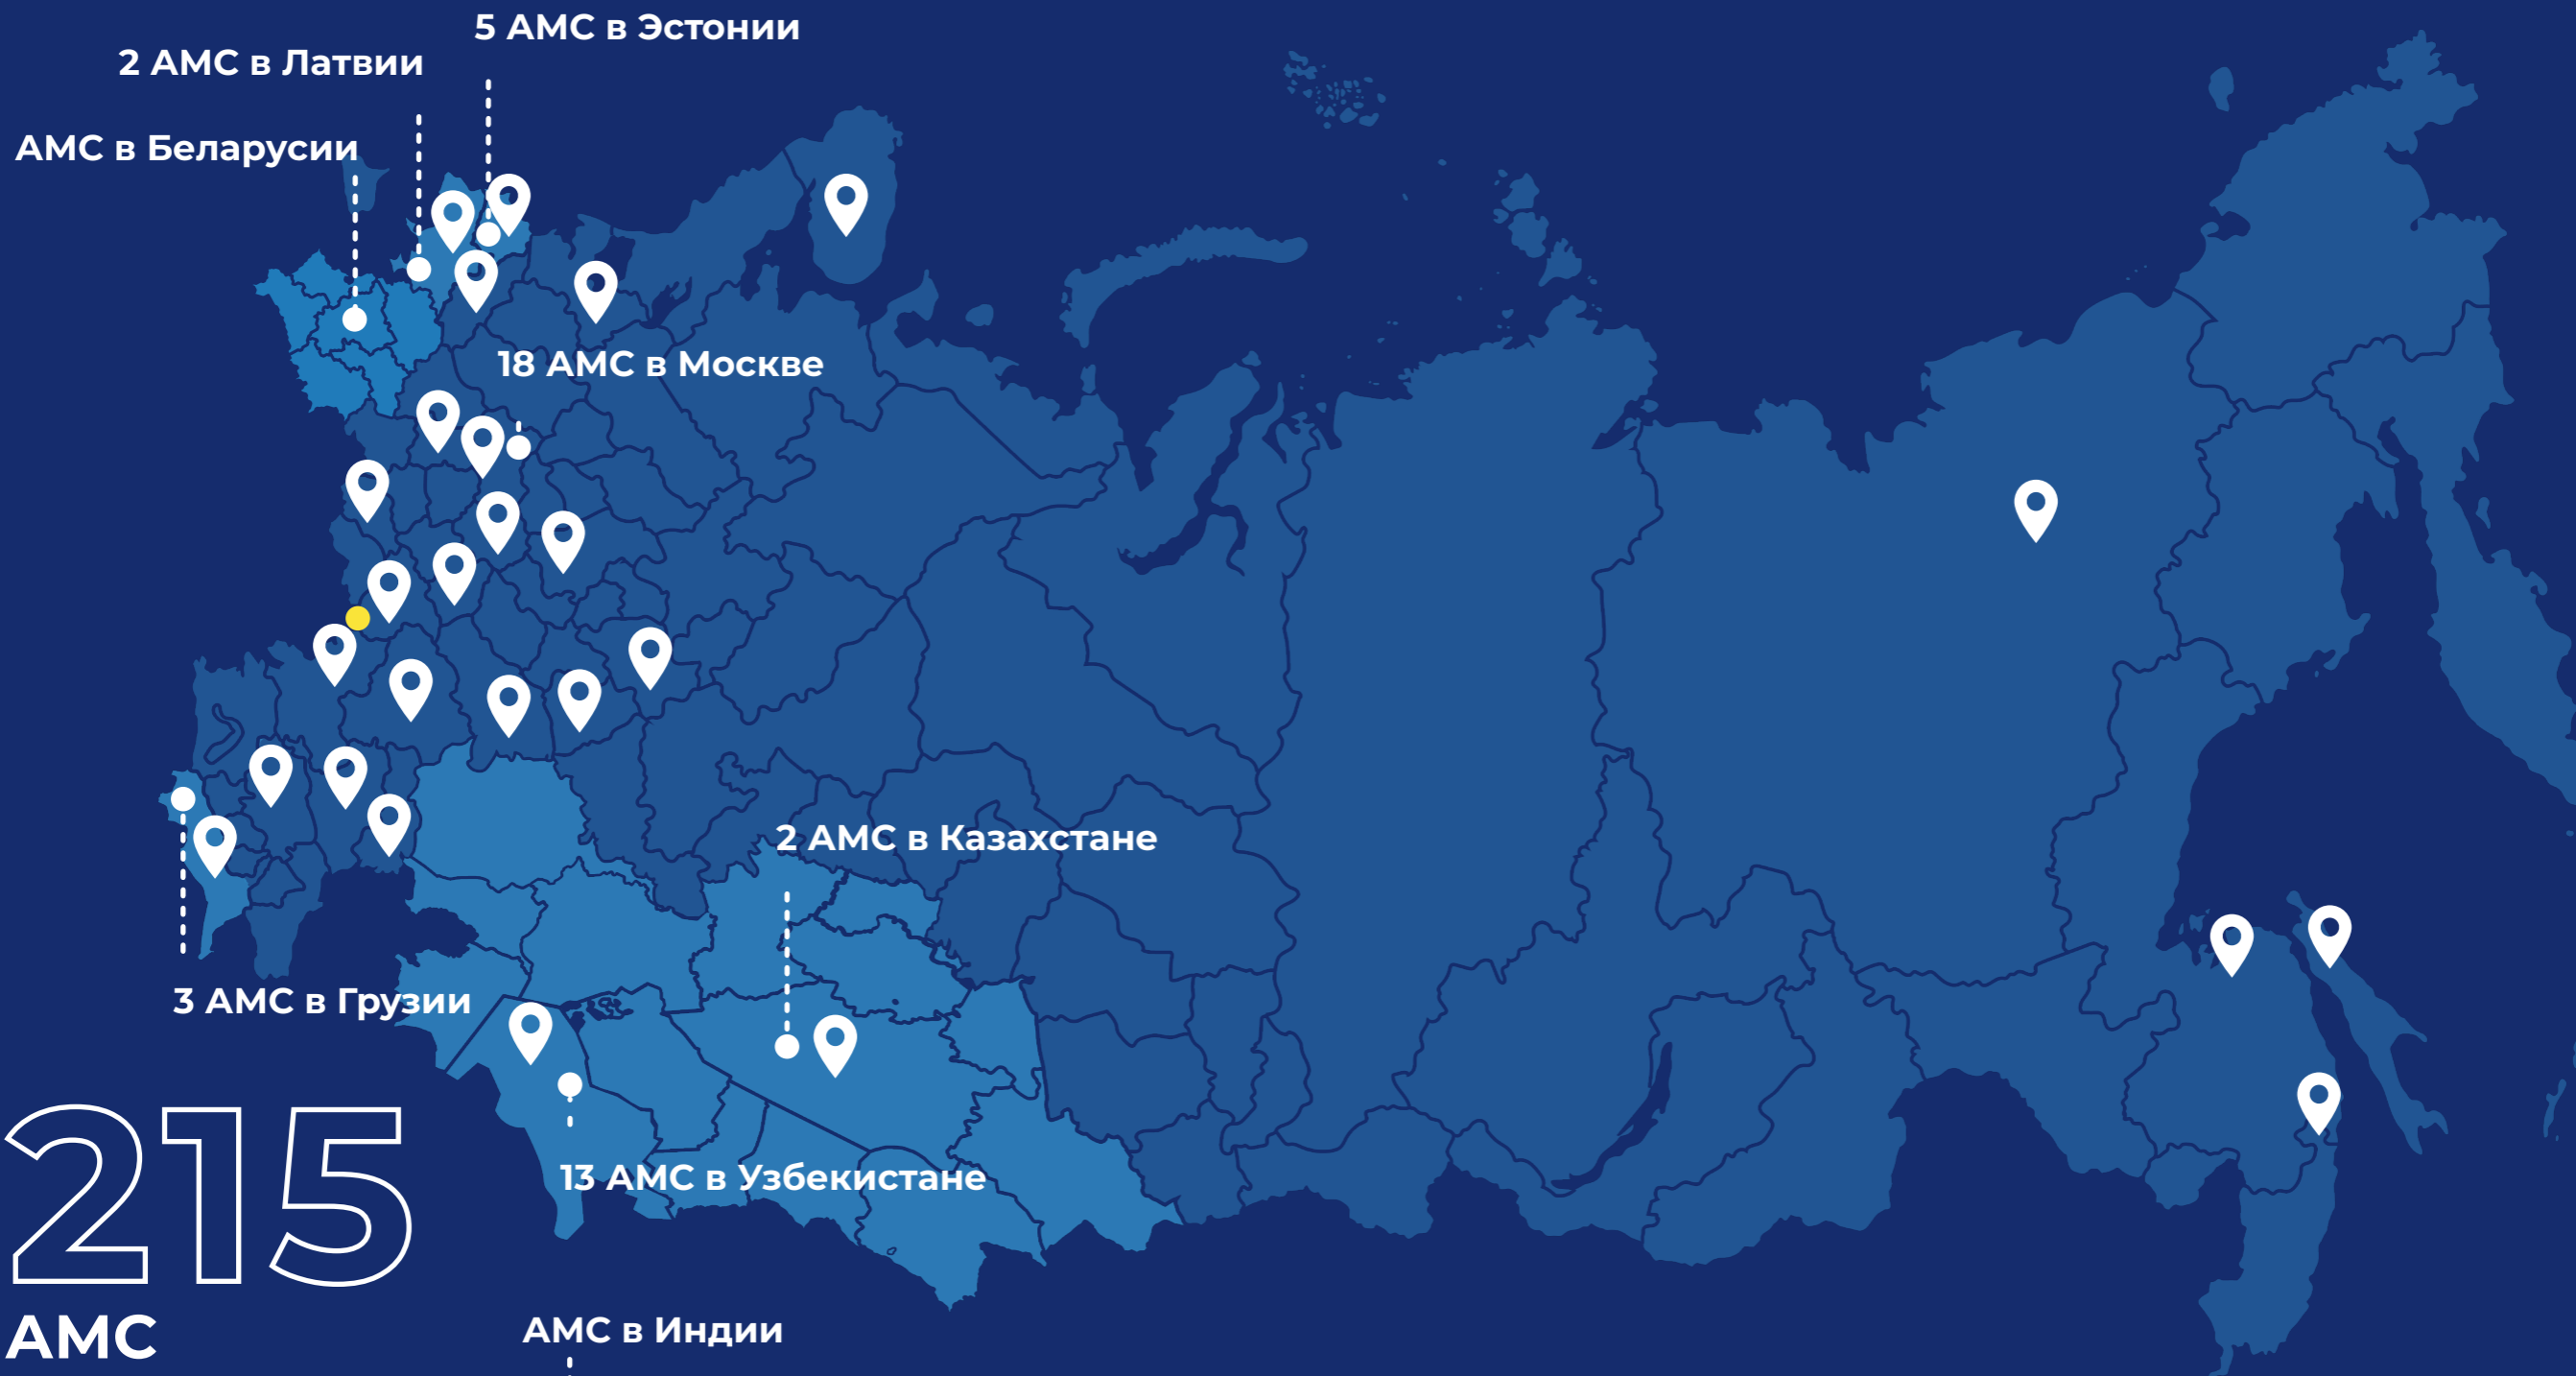 5 АМС в Эстонии
2 АМС в Латвии
АМС в Беларусии
18 АМС в Москве
2 АМС в Казахстане
3 АМС в Грузии
13 АМС в Узбекистане
215
АМС
АМС в Индии